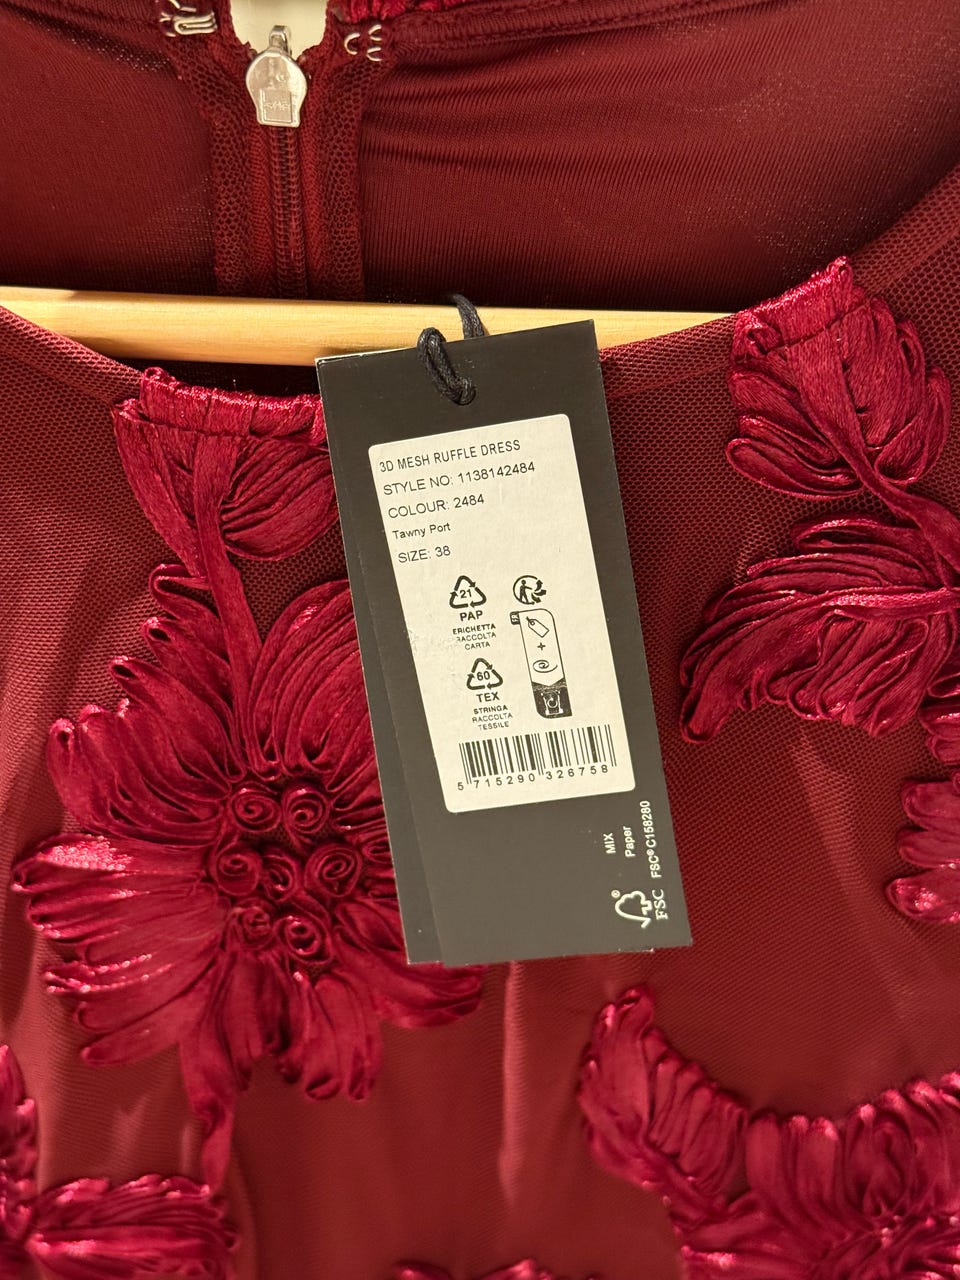 3D MESH RUFFLE DRESS
STYLE NO: 1138142484
COLOUR: 2484
Tawny Port
SIZE: 38
21
PAP
ERICHETTA
RACCOLTA
CARTA
60
TEX
STRINGA
RACCOLTA
TESSILE
FR
+
5 715290 326758
MIX
Paper
FSC® C158280
FSC